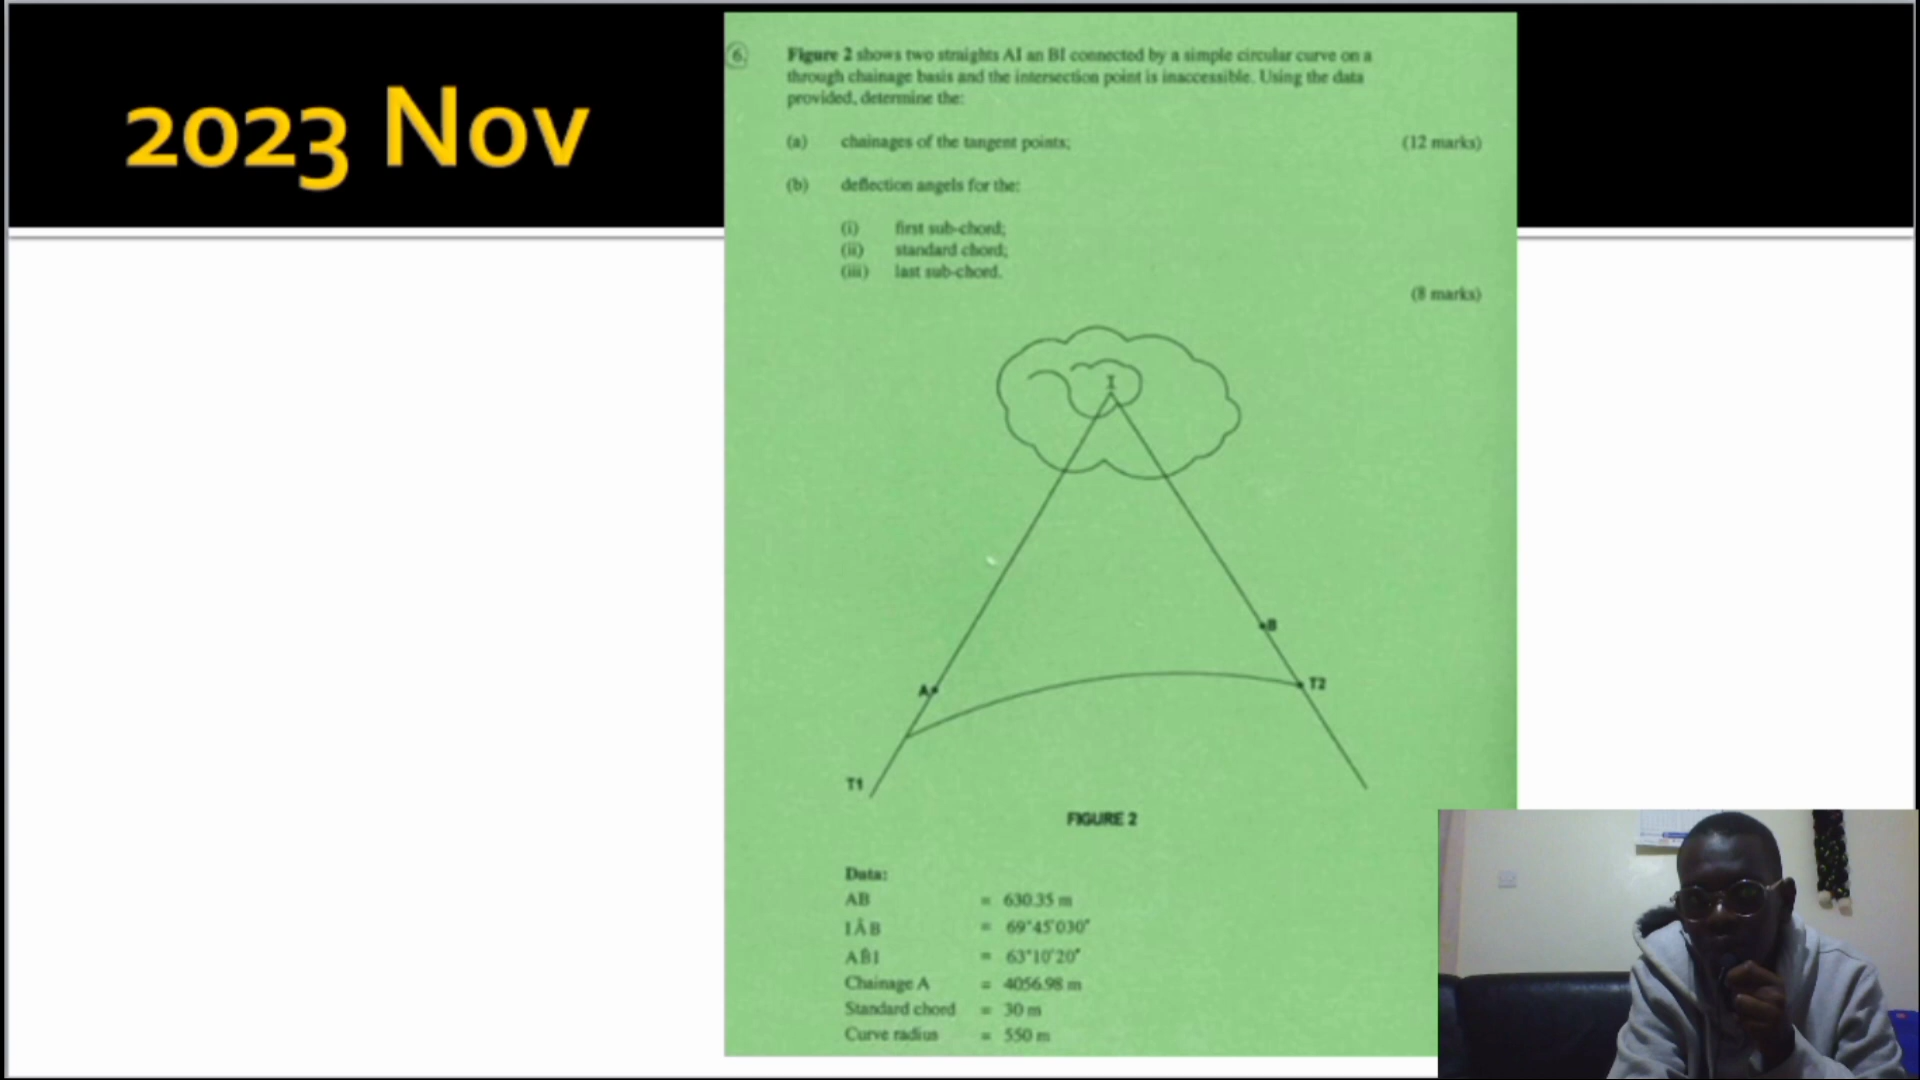 2023 Nov
6. Figure 2 shows two straights AI an BI connected by a simple circular curve on a
through chainage basis and the intersection point is inaccessible. Using the data
provided, determine the:
(a) chainages of the tangent points; (12 marks)
(b) deflection angels for the:
(i) first sub-chord;
(ii) standard chord;
(iii) last sub-chord.
(8 marks)
I
B
A
T2
T1
FIGURE 2
Data:
AB = 630.35 m
IÂB = 69°45'030"
AB̂I = 63°10'20"
Chainage A = 4056.98 m
Standard chord = 30 m
Curve radius = 550 m